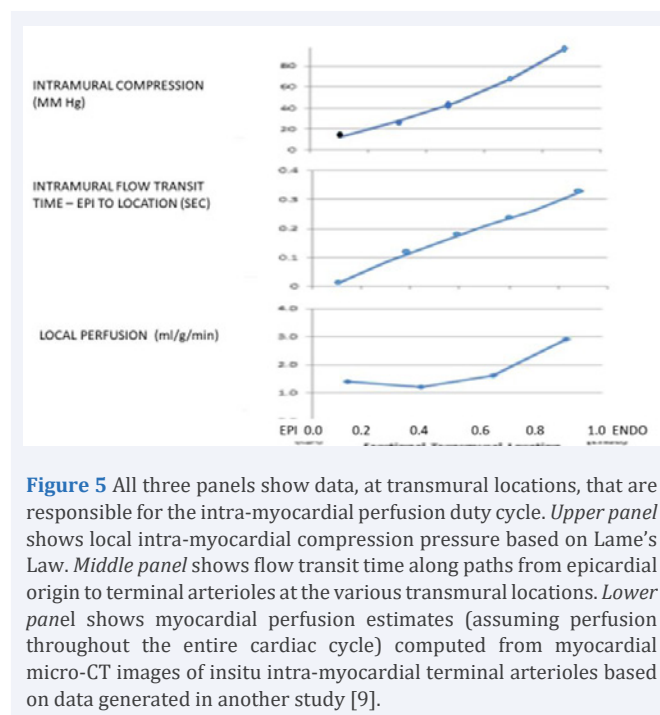 80
INTRAMURAL COMPRESSION
60
(MM Hg)
40
20
0
0.4
INTRAMURAL FLOW TRANSIT
0.3
TIME – EPI TO LOCATION (SEC)
0.2
0.1
0
4.0
LOCAL PERFUSION (ml/g/min)
3.0
2.0
1.0
EPI 0.0 0.2 0.4 0.6 0.8 1.0 ENDO
Figure 5 All three panels show data, at transmural locations, that are
responsible for the intra-myocardial perfusion duty cycle. Upper panel
shows local intra-myocardial compression pressure based on Lame's
Law. Middle panel shows flow transit time along paths from epicardial
origin to terminal arterioles at the various transmural locations. Lower
panel shows myocardial perfusion estimates (assuming perfusion
throughout the entire cardiac cycle) computed from myocardial
micro-CT images of insitu intra-myocardial terminal arterioles based
on data generated in another study [9].